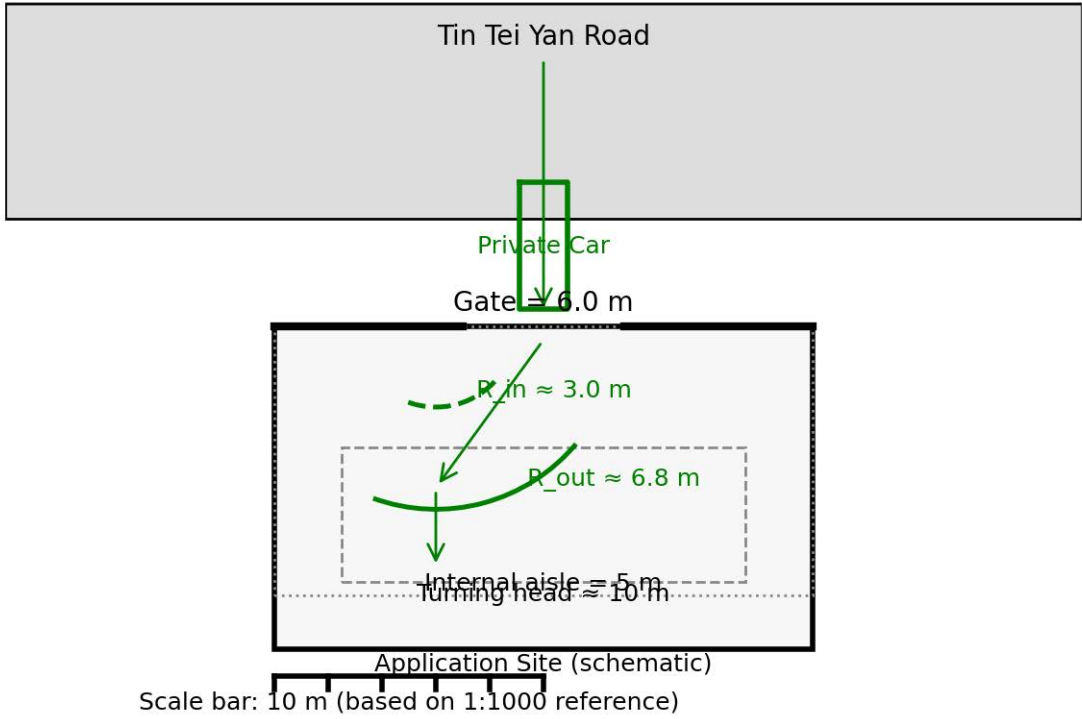 Tin Tei Yan Road
Private Car
Gate = 6.0 m
R_in ≈ 3.0 m
R_out ≈ 6.8 m
Internal aisle = 5 m
Turning head ≈ 10 m
Application Site (schematic)
Scale bar: 10 m (based on 1:1000 reference)